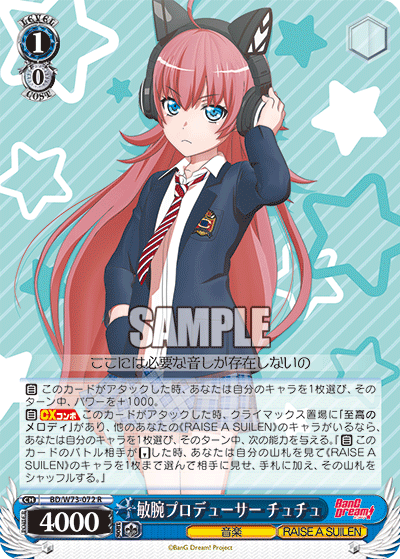 LEVEL
1
0
COST
SAMPLE
ここには必要な音しか存在しないの
自 このカードがアタックした時、あなたは自分のキャラを1枚選び、そのターン中、パワーを+1000。
自 CXコンボ このカードがアタックした時、クライマックス置場に「至高のメロディ」があり、他のあなたの《RAISE A SUILEN》のキャラがいるなら、あなたは自分のキャラを1枚選び、そのターン中、次の能力を与える。『自 このカードのバトル相手が【】した時、あなたは自分の山札を見て《RAISE A SUILEN》のキャラを1枚まで選んで相手に見せ、手札に加え、その山札をシャッフルする。』
CH BD/W73-072 R
敏腕プロデューサー チュチュ
BanG Dream!
POWER
4000
音楽
RAISE A SUILEN
©BanG Dream! Project